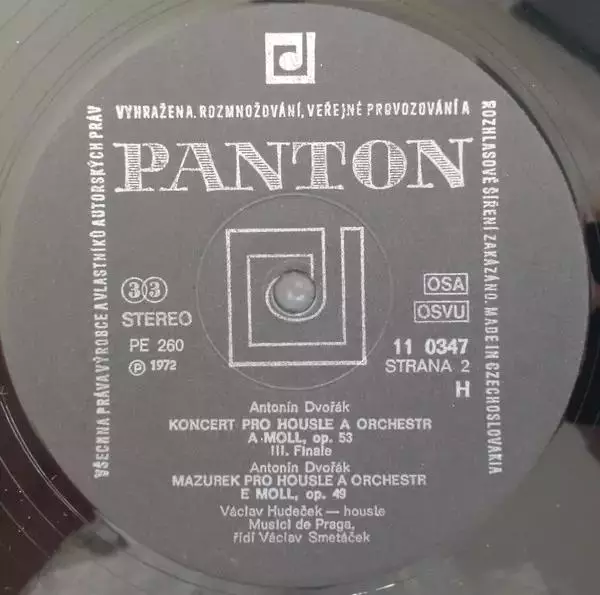 VŠECHNA PRÁVA VÝROBCE A VLASTNÍKŮ AUTORSKÝCH PRÁV
VYHRAŽENA. ROZMNOŽOVÁNÍ, VEŘEJNÉ PROVOZOVÁNÍ A
ROZHLASOVÉ ŠÍŘENÍ ZAKÁZÁNO. MADE IN CZECHOSLOVAKIA
PANTON
33
STEREO
PE 260
℗ 1972
OSA
OSVU
11 0347
STRANA 2
H
Antonín Dvořák
KONCERT PRO HOUSLE A ORCHESTR
A MOLL, op. 53
III. Finale
Antonín Dvořák
MAZUREK PRO HOUSLE A ORCHESTR
E MOLL, op. 49
Václav Hudeček — housle
Musici de Praga,
řídí Václav Smetáček